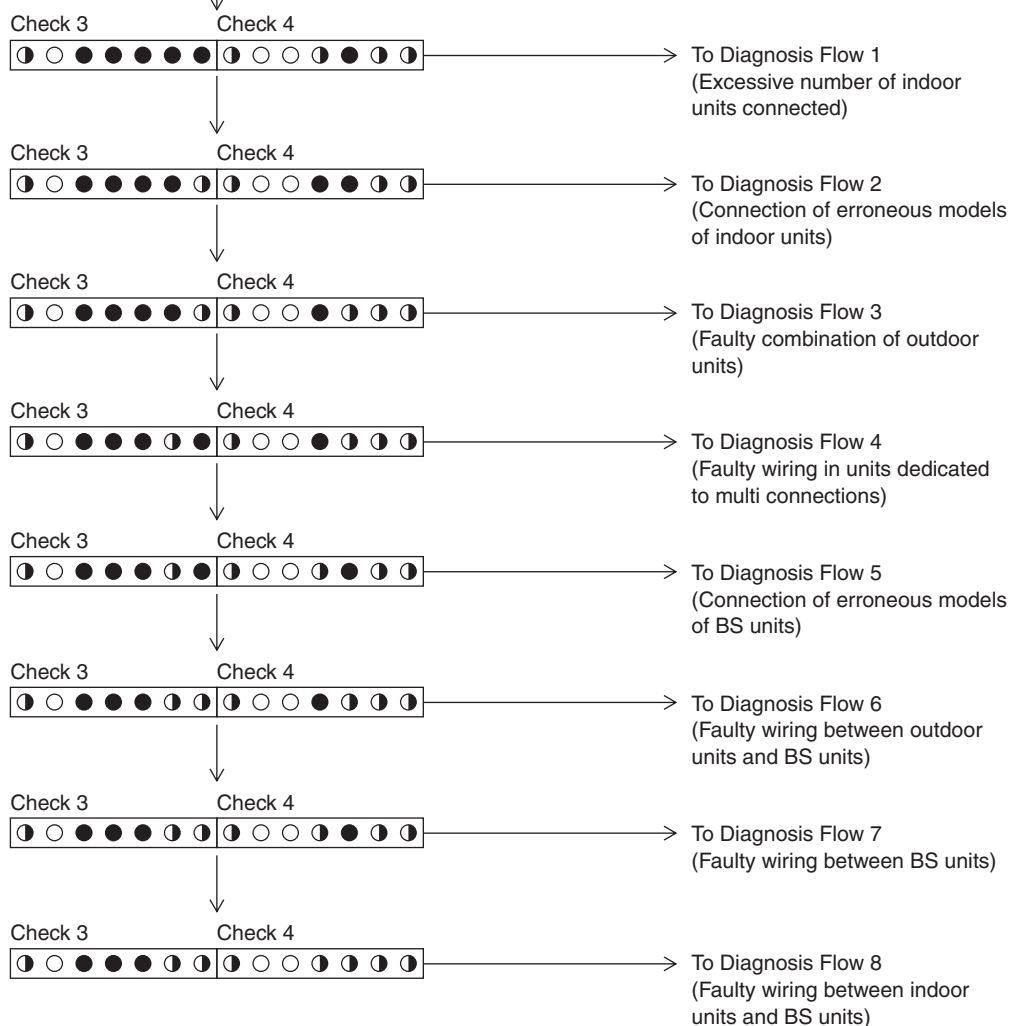 Check 3 Check 4
To Diagnosis Flow 1
(Excessive number of indoor
units connected)
Check 3 Check 4
To Diagnosis Flow 2
(Connection of erroneous models
of indoor units)
Check 3 Check 4
To Diagnosis Flow 3
(Faulty combination of outdoor
units)
Check 3 Check 4
To Diagnosis Flow 4
(Faulty wiring in units dedicated
to multi connections)
Check 3 Check 4
To Diagnosis Flow 5
(Connection of erroneous models
of BS units)
Check 3 Check 4
To Diagnosis Flow 6
(Faulty wiring between outdoor
units and BS units)
Check 3 Check 4
To Diagnosis Flow 7
(Faulty wiring between BS units)
Check 3 Check 4
To Diagnosis Flow 8
(Faulty wiring between indoor
units and BS units)